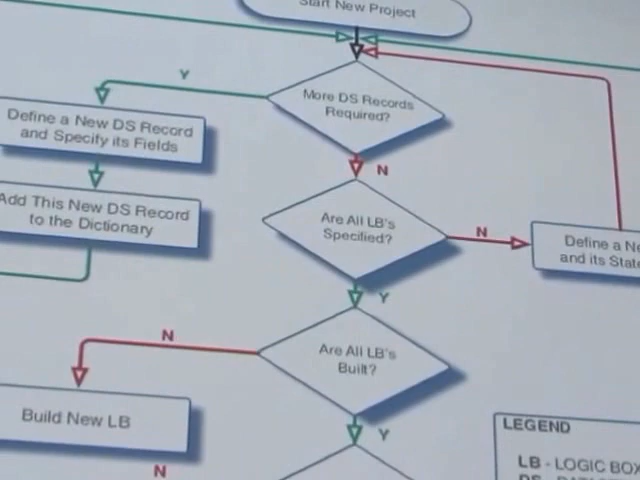 Start New Project
Y
More DS Records
Required?
Define a New DS Record
and Specify its Fields
N
Add This New DS Record
to the Dictionary
Are All LB's
Specified?
N
Define a
and its
Y
N
Are All LB's
Built?
Build New LB
Y
LEGEND
N
LB - LOGIC BOX